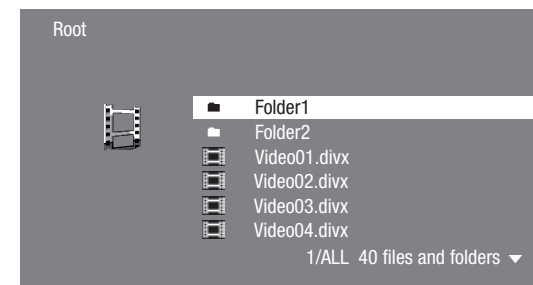 Root
Folder1
Folder2
Video01.divx
Video02.divx
Video03.divx
Video04.divx
1/ALL 40 files and folders